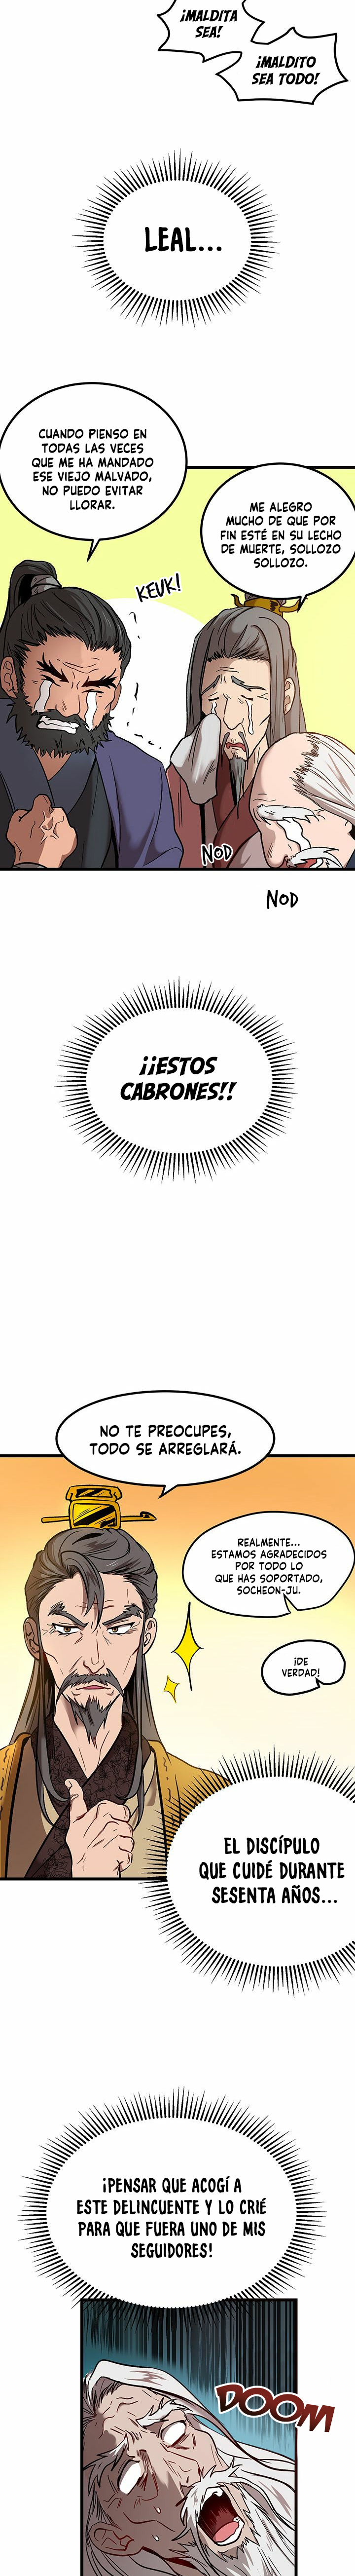 ¡MALDITA
SEA!
¡MALDITO
SEA TODO!
LEAL...
CUANDO PIENSO EN
TODAS LAS VECES
QUE ME HA MANDADO
ESE VIEJO MALVADO,
NO PUEDO EVITAR
LLORAR.
ME ALEGRO
MUCHO DE QUE POR
FIN ESTÉ EN SU LECHO
DE MUERTE, SOLLOZO
SOLLOZO.
KEUK!
NOD
NOD
¡¡ESTOS
CABRONES!!
NO TE PREOCUPES,
TODO SE ARREGLARÁ.
REALMENTE...
ESTAMOS AGRADECIDOS
POR TODO LO
QUE HAS SOPORTADO,
SOCHEON-JU.
¡DE
VERDAD!
EL DISCÍPULO
QUE CUIDÉ DURANTE
SESENTA AÑOS...
¡PENSAR QUE ACOGÍ A
ESTE DELINCUENTE Y LO CRIÉ
PARA QUE FUERA UNO DE MIS
SEGUIDORES!
DOOM